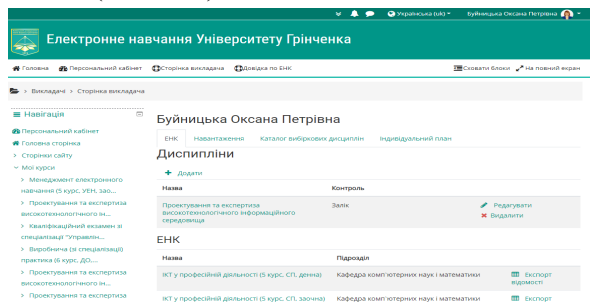 Українська (uk)
Буйницька Оксана Петрівна
Електронне навчання Університету Грінченка
Головна Персональний кабінет Сторінка викладача Довідка по ЕНК Сховати блоки На повний екран
> Викладачі > Сторінка викладача
Навігація
Персональний кабінет
Головна сторінка
> Сторінки сайту
Мої курси
> Менеджмент електронного
навчання (5 курс, УЕН, зао...
> Проектування та експертиза
високотехнологічного ін...
> Кваліфікаційний екзамен зі
спеціалізації "Управлін...
> Виробнича (зі спеціалізації)
практика (6 курс, ДО,...
> Проектування та експертиза
високотехнологічного ін...
> Проектування та експертиза
Буйницька Оксана Петрівна
ЕНК Навантаження Каталог вибіркових дисциплін Індивідуальний план
Диспипліни
+ Додати
Назва Контроль
Проектування та експертиза
високотехнологічного інформаційного
середовища
Залік
Редагувати
Видалити
ЕНК
Назва Підрозділ
ІКТ у професійній діяльності (5 курс, СП, денна) Кафедра комп'ютерних наук і математики Експорт
відомості
ІКТ у професійній діяльності (5 курс, СП, заочна) Кафедра комп'ютерних наук і математики Експорт